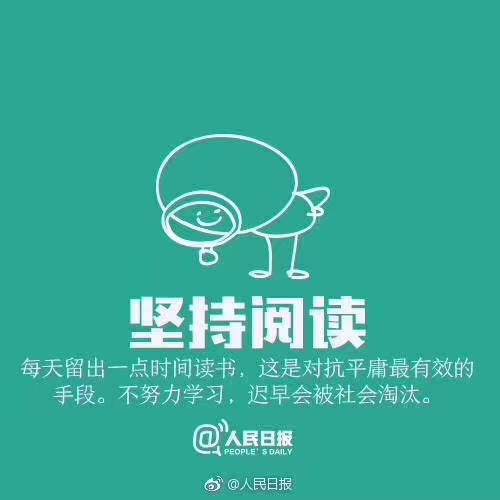 坚持阅读
每天留出一点时间读书，这是对抗平庸最有效的
手段。不努力学习，迟早会被社会淘汰。
@人民日报
PEOPLE'S DAILY
@人民日报